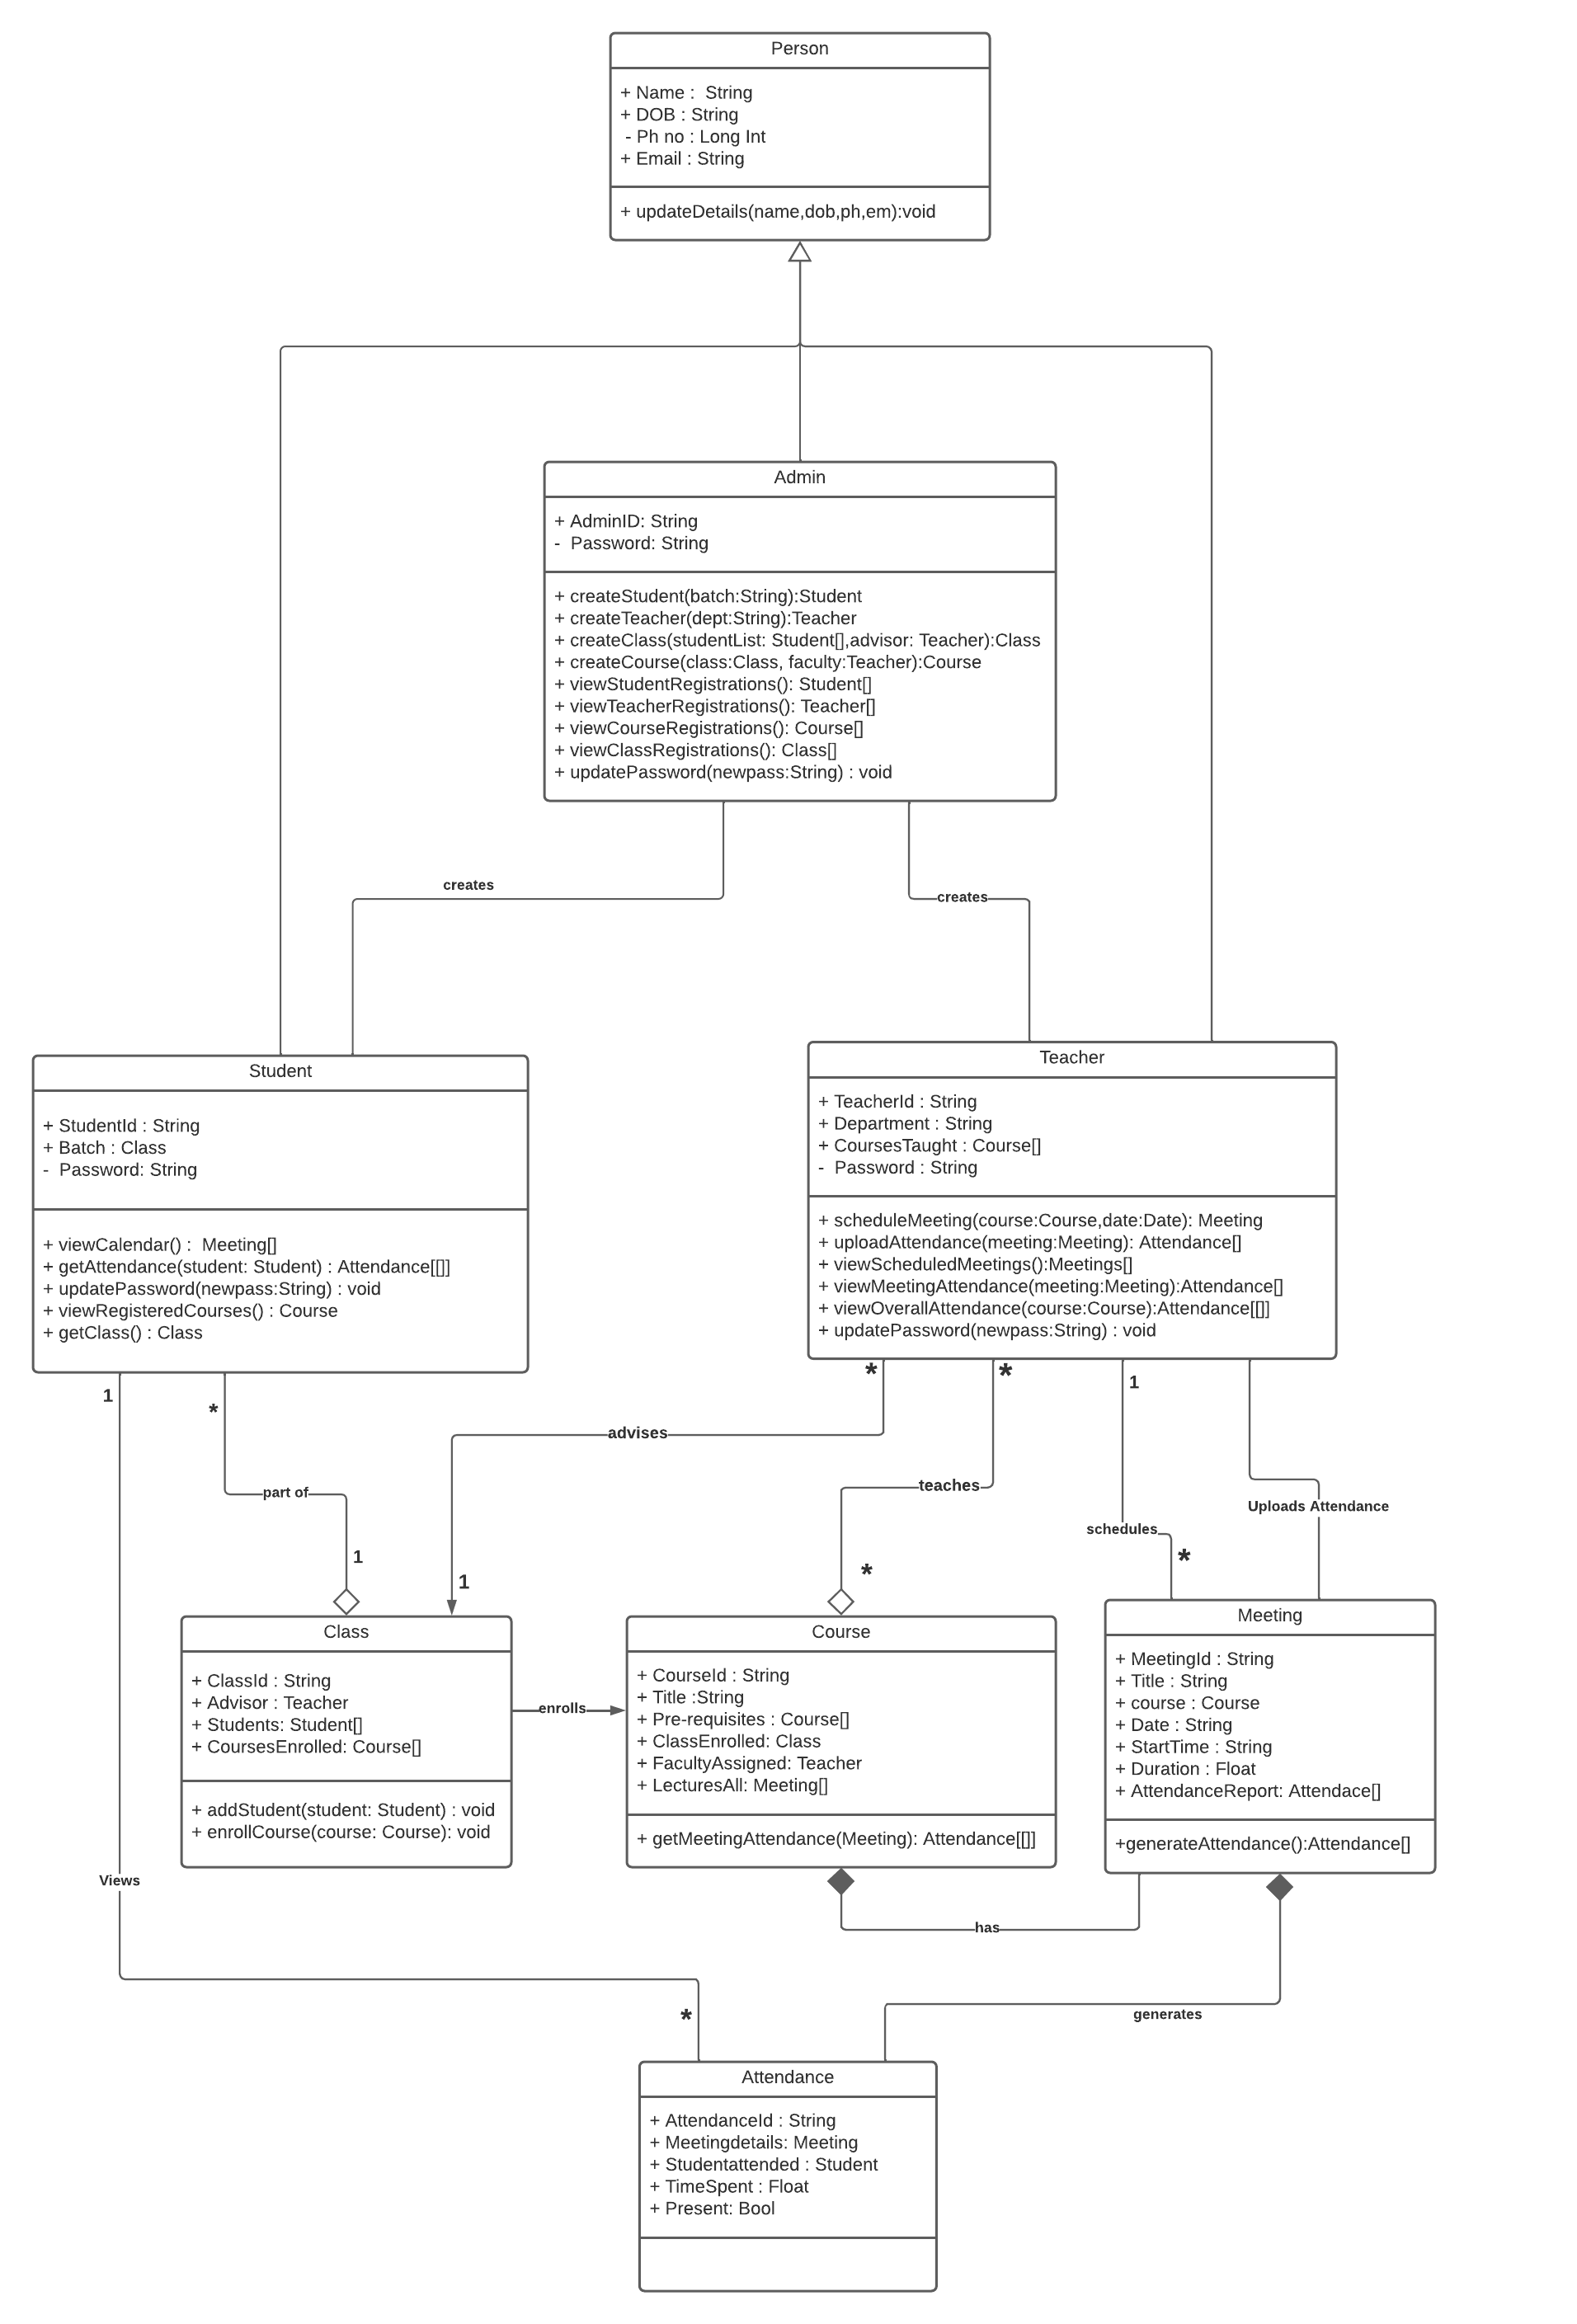 Person
+ Name :  String
+ DOB : String
- Ph no : Long Int
+ Email : String
+ updateDetails(name,dob,ph,em):void
Admin
+ AdminID: String
-  Password: String
+ createStudent(batch:String):Student
+ createTeacher(dept:String):Teacher
+ createClass(studentList: Student[],advisor: Teacher):Class
+ createCourse(class:Class, faculty:Teacher):Course
+ viewStudentRegistrations(): Student[]
+ viewTeacherRegistrations(): Teacher[]
+ viewCourseRegistrations(): Course[]
+ viewClassRegistrations(): Class[]
+ updatePassword(newpass:String) : void
creates
creates
Student
+ StudentId : String
+ Batch : Class
-  Password: String
+ viewCalendar() :  Meeting[]
+ getAttendance(student: Student) : Attendance[[]]
+ updatePassword(newpass:String) : void
+ viewRegisteredCourses() : Course
+ getClass() : Class
Teacher
+ TeacherId : String
+ Department : String
+ CoursesTaught : Course[]
-  Password : String
+ scheduleMeeting(course:Course,date:Date): Meeting
+ uploadAttendance(meeting:Meeting): Attendance[]
+ viewScheduledMeetings():Meetings[]
+ viewMeetingAttendance(meeting:Meeting):Attendance[]
+ viewOverallAttendance(course:Course):Attendance[[]]
+ updatePassword(newpass:String) : void
1
*
*
*
1
advises
teaches
part of
Uploads Attendance
schedules
1
1
*
*
Class
+ ClassId : String
+ Advisor : Teacher
+ Students: Student[]
+ CoursesEnrolled: Course[]
+ addStudent(student: Student) : void
+ enrollCourse(course: Course): void
enrolls
Course
+ CourseId : String
+ Title :String
+ Pre-requisites : Course[]
+ ClassEnrolled: Class
+ FacultyAssigned: Teacher
+ LecturesAll: Meeting[]
+ getMeetingAttendance(Meeting): Attendance[[]]
Meeting
+ MeetingId : String
+ Title : String
+ course : Course
+ Date : String
+ StartTime : String
+ Duration : Float
+ AttendanceReport: Attendace[]
+generateAttendance():Attendance[]
Views
has
*
generates
Attendance
+ AttendanceId : String
+ Meetingdetails: Meeting
+ Studentattended : Student
+ TimeSpent : Float
+ Present: Bool